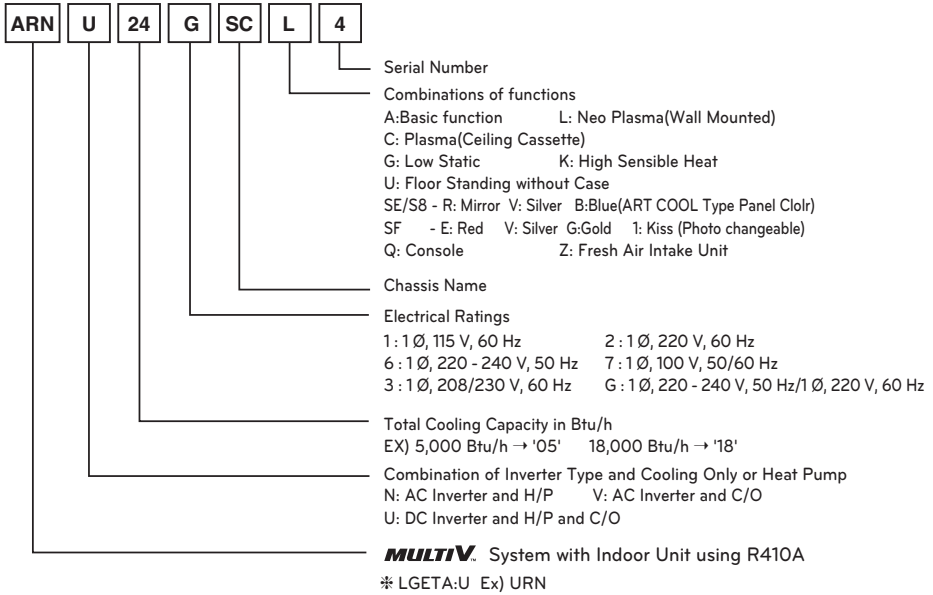 ARN U 24 G SC L 4
Serial Number
Combinations of functions
A:Basic function L: Neo Plasma(Wall Mounted)
C: Plasma(Ceiling Cassette)
G: Low Static K: High Sensible Heat
U: Floor Standing without Case
SE/S8 - R: Mirror V: Silver B:Blue(ART COOL Type Panel Clolr)
SF - E: Red V: Silver G:Gold 1: Kiss (Photo changeable)
Q: Console Z: Fresh Air Intake Unit
Chassis Name
Electrical Ratings
1 : 1 Ø, 115 V, 60 Hz 2 : 1 Ø, 220 V, 60 Hz
6 : 1 Ø, 220 - 240 V, 50 Hz 7 : 1 Ø, 100 V, 50/60 Hz
3 : 1 Ø, 208/230 V, 60 Hz G : 1 Ø, 220 - 240 V, 50 Hz/1 Ø, 220 V, 60 Hz
Total Cooling Capacity in Btu/h
EX) 5,000 Btu/h → '05' 18,000 Btu/h → '18'
Combination of Inverter Type and Cooling Only or Heat Pump
N: AC Inverter and H/P V: AC Inverter and C/O
U: DC Inverter and H/P and C/O
MULTI V™ System with Indoor Unit using R410A
❈ LGETA:U Ex) URN